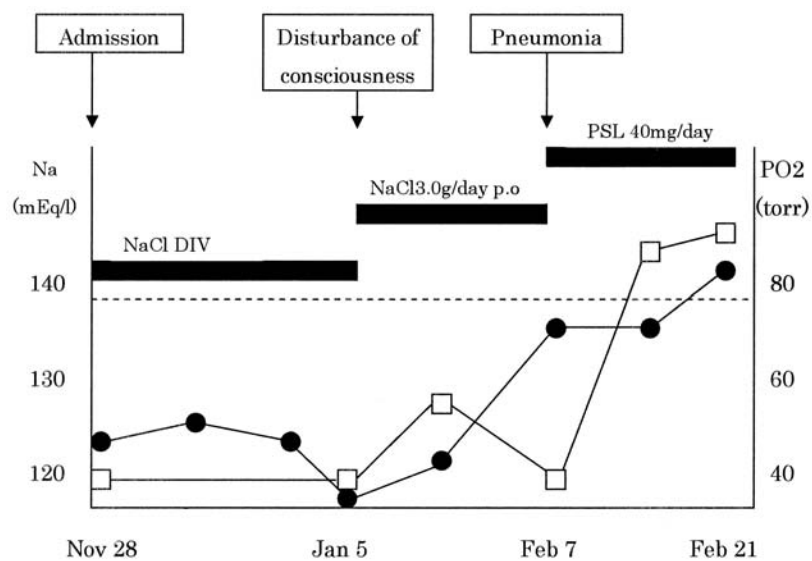 Admission
Disturbance of
consciousness
Pneumonia
PSL 40mg/day
Na
(mEq/l)
PO2
(torr)
NaCl3.0g/day p.o
NaCl DIV
140
80
130
60
120
40
Nov 28
Jan 5
Feb 7
Feb 21